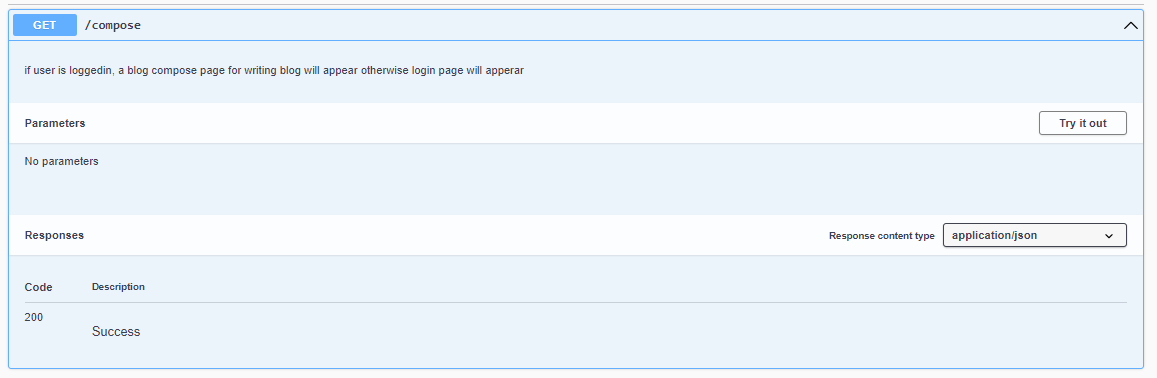 GET /compose
if user is loggedin, a blog compose page for writing blog will appear otherwise login page will apperar
Parameters Try it out
No parameters
Responses Response content type application/json
Code Description
200
Success